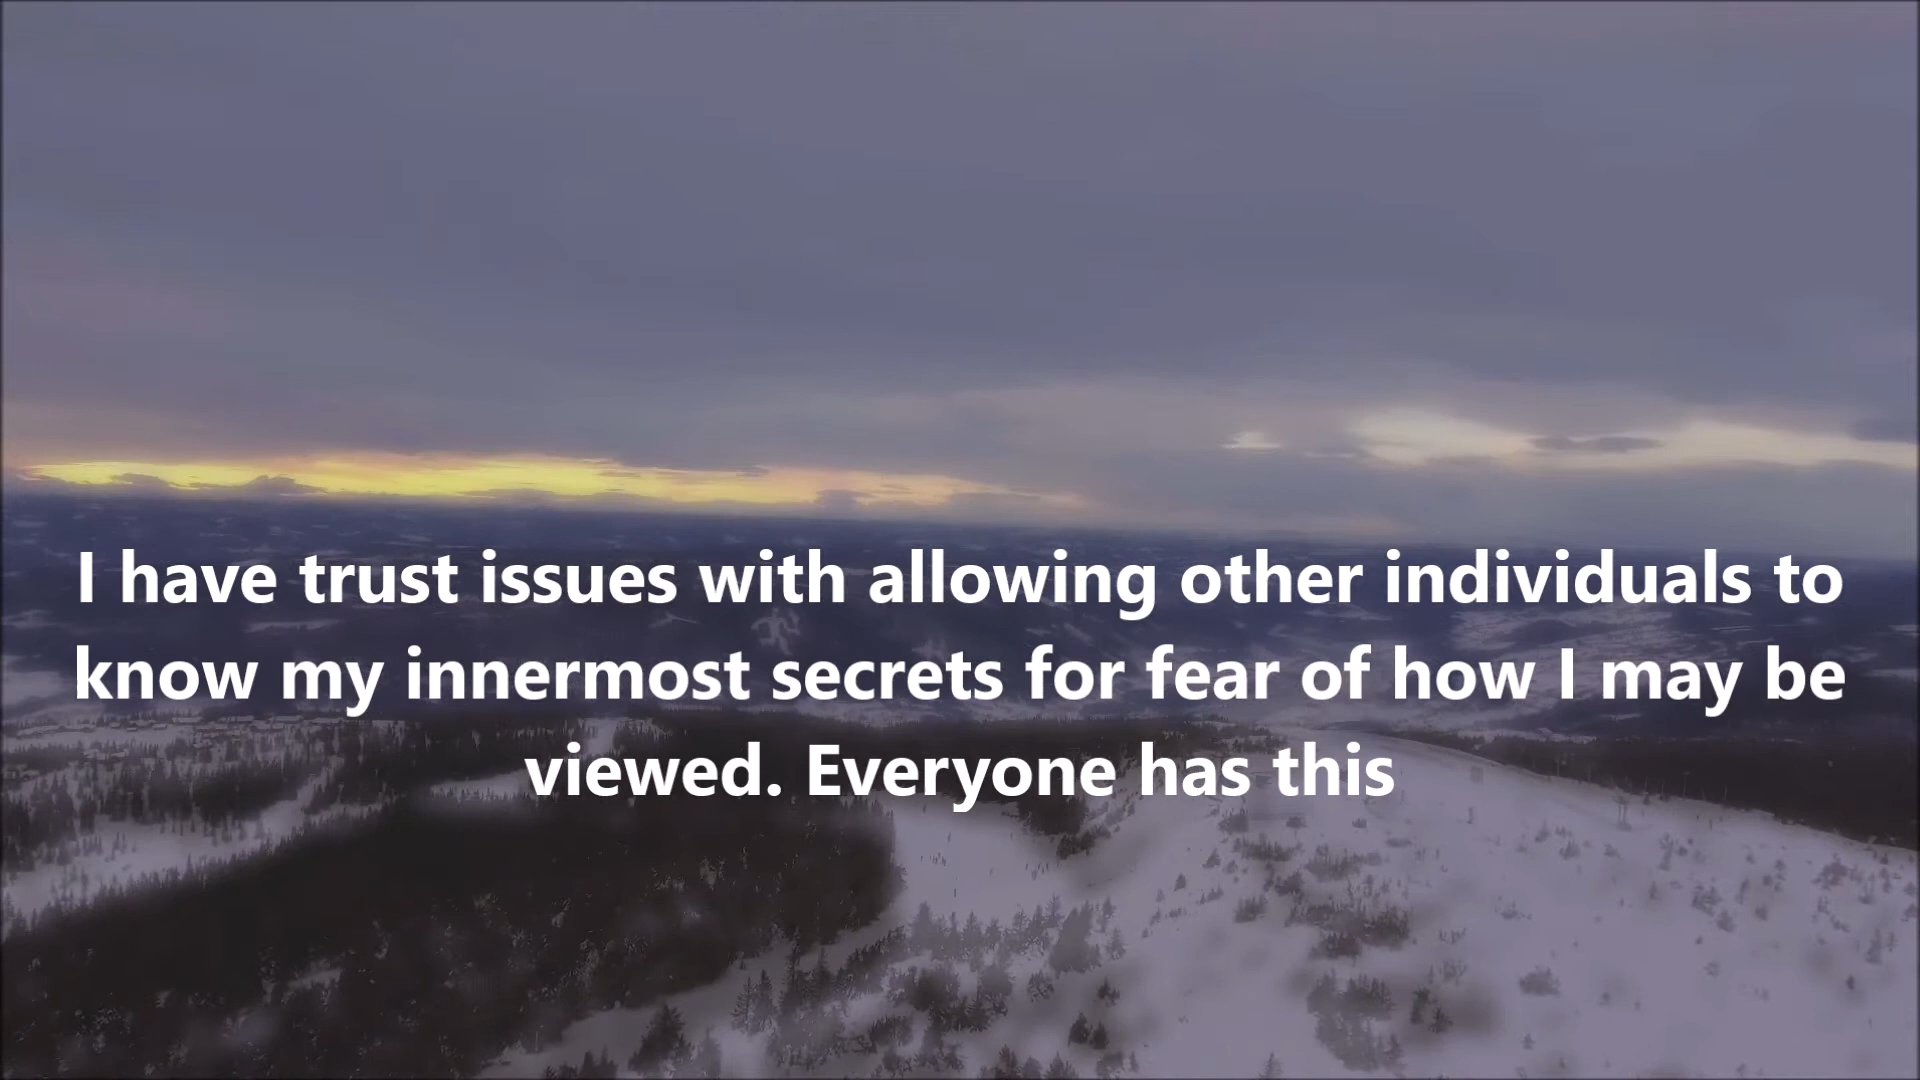 I have trust issues with allowing other individuals to
know my innermost secrets for fear of how I may be
viewed. Everyone has this